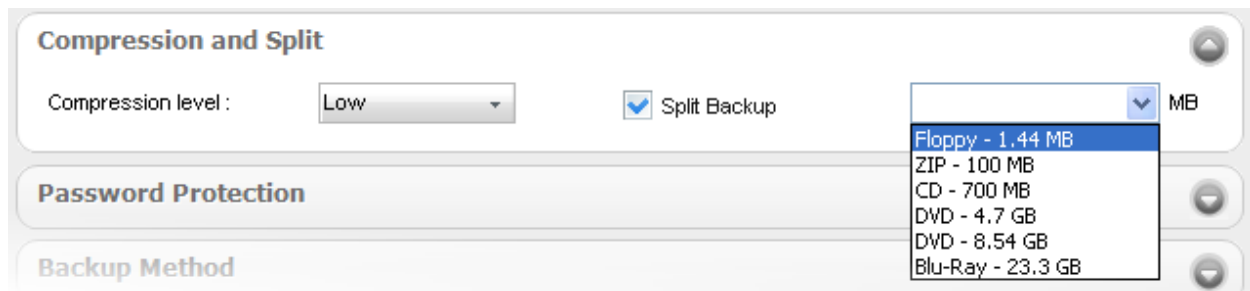 Compression and Split
Compression level : Low Split Backup MB
Floppy - 1.44 MB
ZIP - 100 MB
CD - 700 MB
DVD - 4.7 GB
DVD - 8.54 GB
Blu-Ray - 23.3 GB
Password Protection
Backup Method